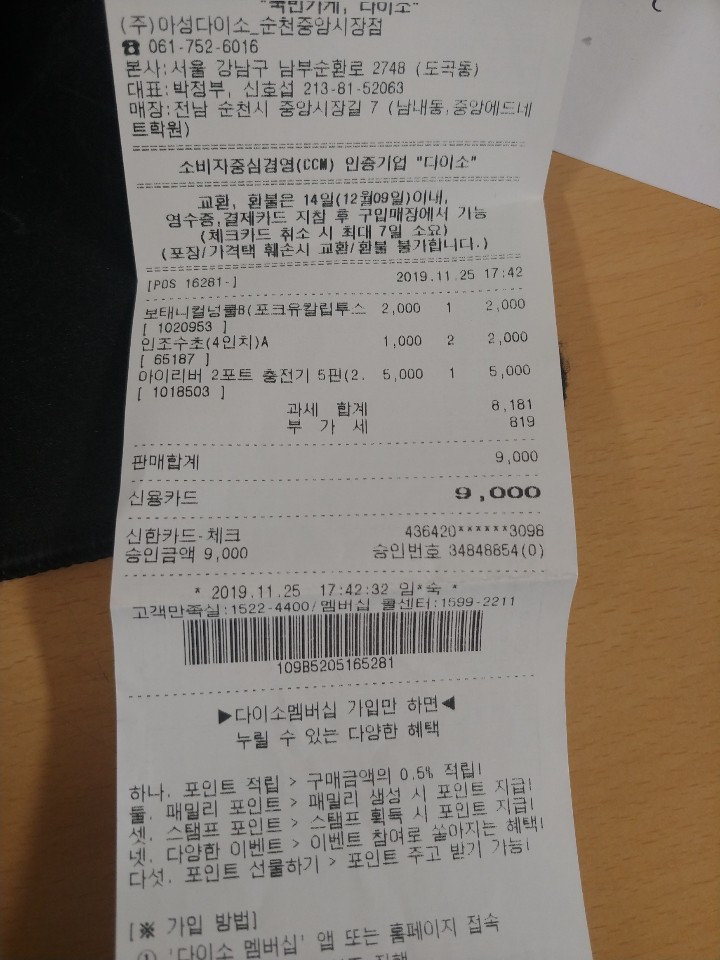 "국민가게, 다이소"
(주)아성다이소_순천중앙시장점
☎ 061-752-6016
본사:서울 강남구 남부순환로 2748 (도곡동)
대표:박정부, 신호섭 213-81-52063
매장:전남 순천시 중앙시장길 7 (남내동,중앙에드네
트학원)
소비자중심경영(CCM) 인증기업 "다이소"
교환, 환불은 14일(12월09일)이내,
영수증,결제카드 지참 후 구입매장에서 가능
(체크카드 취소 시 최대 7일 소요)
(포장/가격택 훼손시 교환/환불 불가합니다.)
[POS 16281-] 2019.11.25 17:42
보태니컬넝쿨B(포크유칼립투스 2,000 1 2,000
[ 1020953 ]
인조수초(4인치)A 1,000 2 2,000
[ 65187 ]
아이리버 2포트 충전기 5핀(2. 5,000 1 5,000
[ 1018503 ]
과세 합계 8,181
부 가 세 819
판매합계 9,000
신용카드 9,000
신한카드-체크 436420******3098
승인금액 9,000 승인번호 34848854(0)
* 2019.11.25 17:42:32 임*숙 *
고객만족실:1522-4400/멤버십 콜센터:1599-2211
109B5205165281
▶다이소멤버십 가입만 하면◀
누릴 수 있는 다양한 혜택
하나. 포인트 적립 > 구매금액의 0.5% 적립!
둘. 패밀리 포인트 > 패밀리 생성 시 포인트 지급!
셋. 스탬프 포인트 > 스탬프 획득 시 포인트 지급!
넷. 다양한 이벤트 > 이벤트 참여로 쏟아지는 혜택!
다섯. 포인트 선물하기 > 포인트 주고 받기 가능!
[※ 가입 방법]
① '다이소 멤버십' 앱 또는 홈페이지 접속